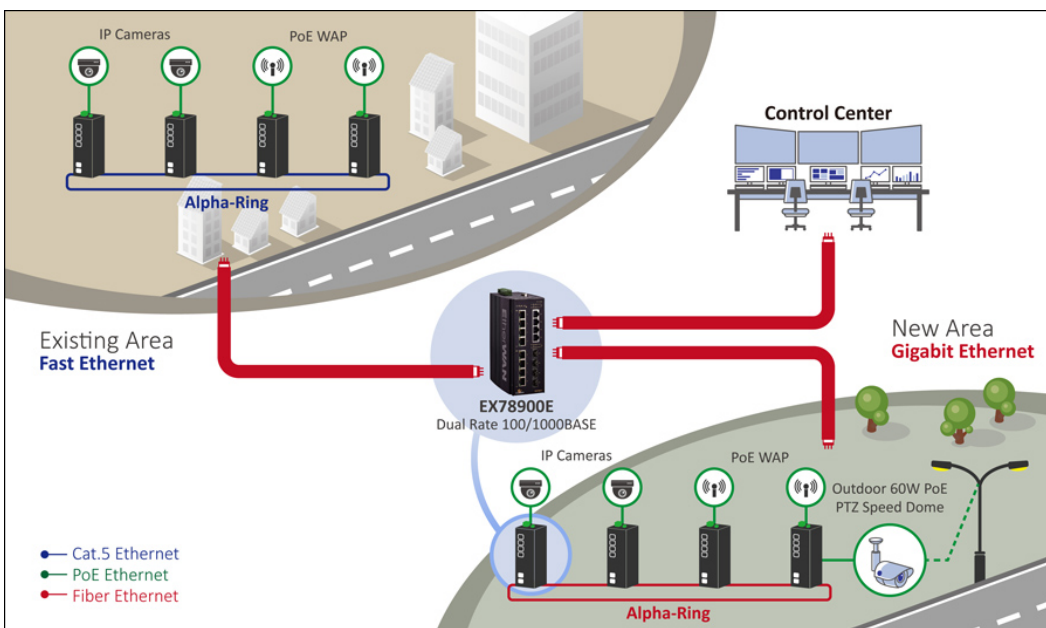 IP Cameras
PoE WAP
Alpha-Ring
Control Center
Existing Area
Fast Ethernet
New Area
Gigabit Ethernet
EX78900E
Dual Rate 100/1000BASE
IP Cameras
PoE WAP
Outdoor 60W PoE
PTZ Speed Dome
Cat.5 Ethernet
PoE Ethernet
Fiber Ethernet
Alpha-Ring